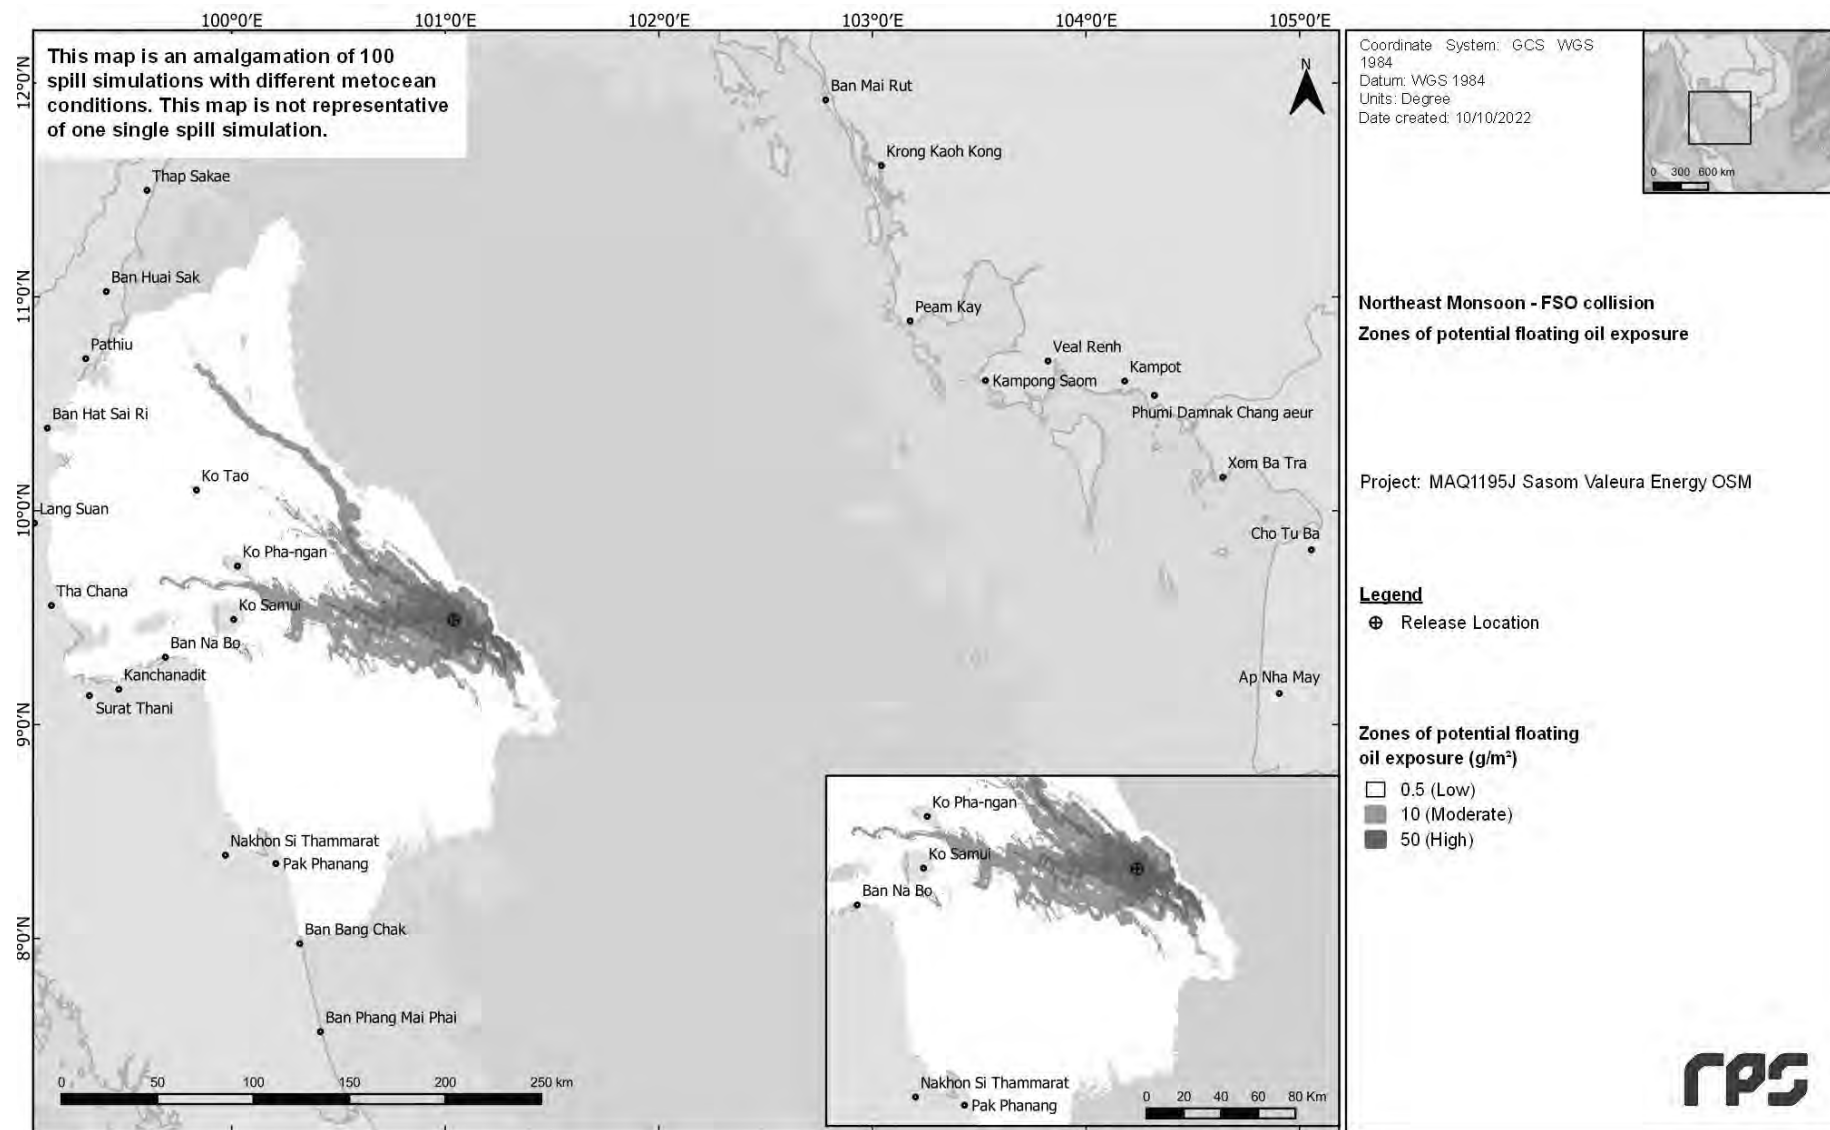 100°0'E 101°0'E 102°0'E 103°0'E 104°0'E 105°0'E
12°0'N
11°0'N
10°0'N
9°0'N
8°0'N
This map is an amalgamation of 100
spill simulations with different metocean
conditions. This map is not representative
of one single spill simulation.
N
Ban Mai Rut
Krong Kaoh Kong
Thap Sakae
Ban Huai Sak
Peam Kay
Pathiu
Veal Renh
Kampot
Kampong Saom
Ban Hat Sai Ri
Phumi Damnak Chang aeur
Xom Ba Tra
Ko Tao
Lang Suan
Cho Tu Ba
Ko Pha-ngan
Tha Chana
Ko Samui
Ban Na Bo
Kanchanadit
Ap Nha May
Surat Thani
Nakhon Si Thammarat
Pak Phanang
Ban Bang Chak
Ban Phang Mai Phai
0 50 100 150 200 250 km
Ko Pha-ngan
Ko Samui
Ban Na Bo
Nakhon Si Thammarat
Pak Phanang
0 20 40 60 80 Km
Coordinate System: GCS WGS
1984
Datum: WGS 1984
Units: Degree
Date created: 10/10/2022
0 300 600 km
Northeast Monsoon - FSO collision
Zones of potential floating oil exposure
Project: MAQ1195J Sasom Valeura Energy OSM
Legend
Release Location
Zones of potential floating
oil exposure (g/m²)
0.5 (Low)
10 (Moderate)
50 (High)
rps